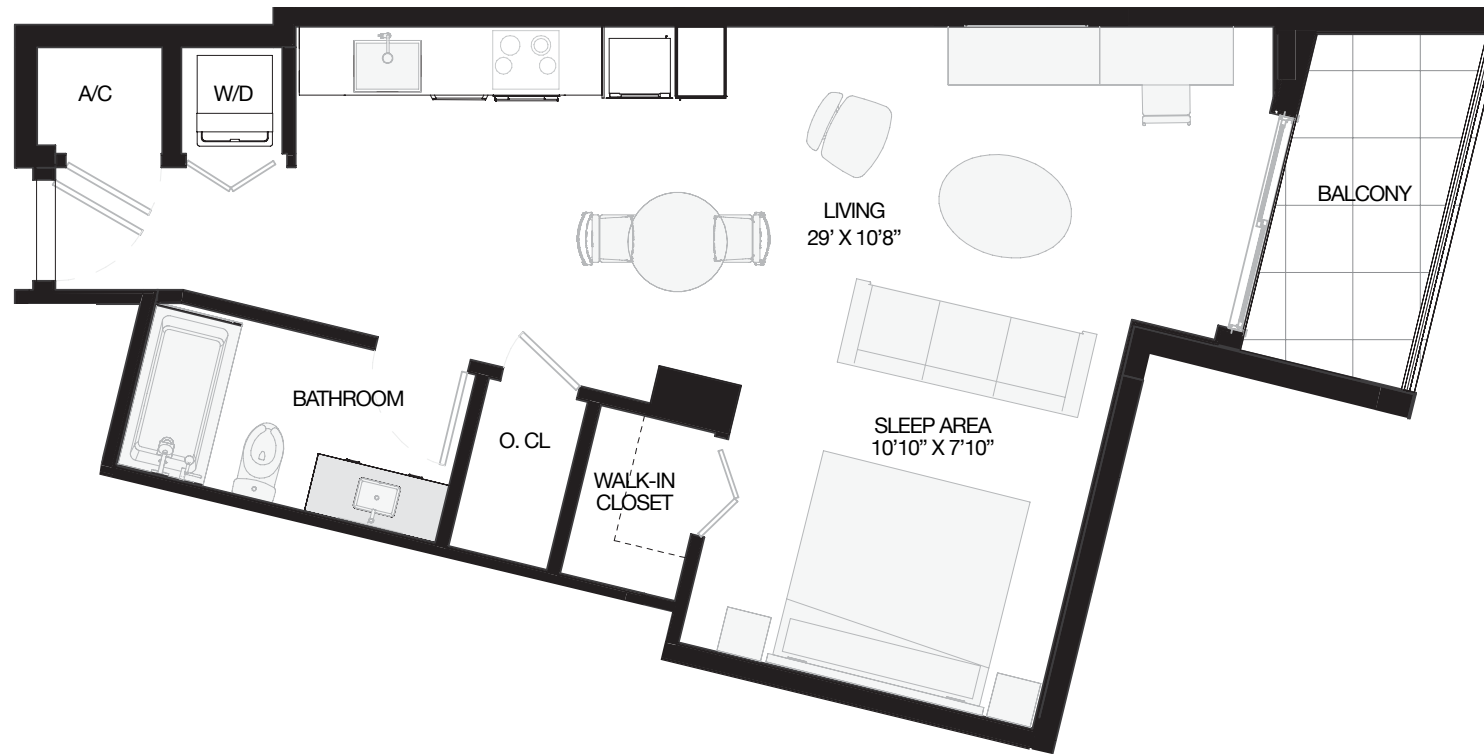 A/C
W/D
LIVING
29’ X 10’8”
BALCONY
BATHROOM
O. CL
WALK-IN
CLOSET
SLEEP AREA
10’10” X 7’10”